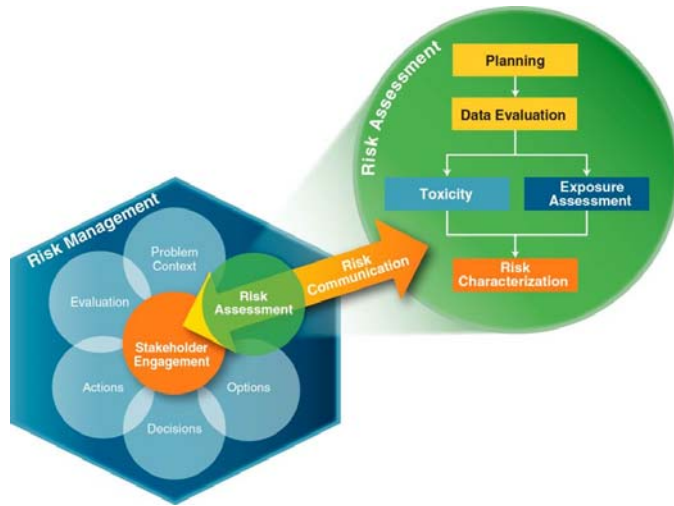 Risk Management
Problem
Context
Evaluation
Risk
Assessment
Stakeholder
Engagement
Actions
Options
Decisions
Risk
Communication
Risk Assessment
Planning
Data Evaluation
Toxicity
Exposure
Assessment
Risk
Characterization